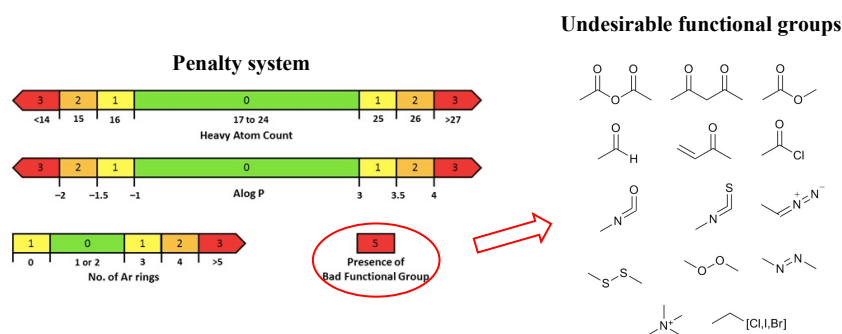 Undesirable functional groups
Penalty system
3 2 1 0 1 2 3
<14 15 16 17 to 24 25 26 >27
Heavy Atom Count
3 2 1 0 1 2 3
−2 −1.5 −1 3 3.5 4
Alog P
1 0 1 2 3
0 1 or 2 3 4 >5
No. of Ar rings
5
Presence of
Bad Functional Group
O O O O O
O O
O O O
H Cl
O S N⁺ N⁻
N N
S S O O N N
N⁺ [Cl,I,Br]